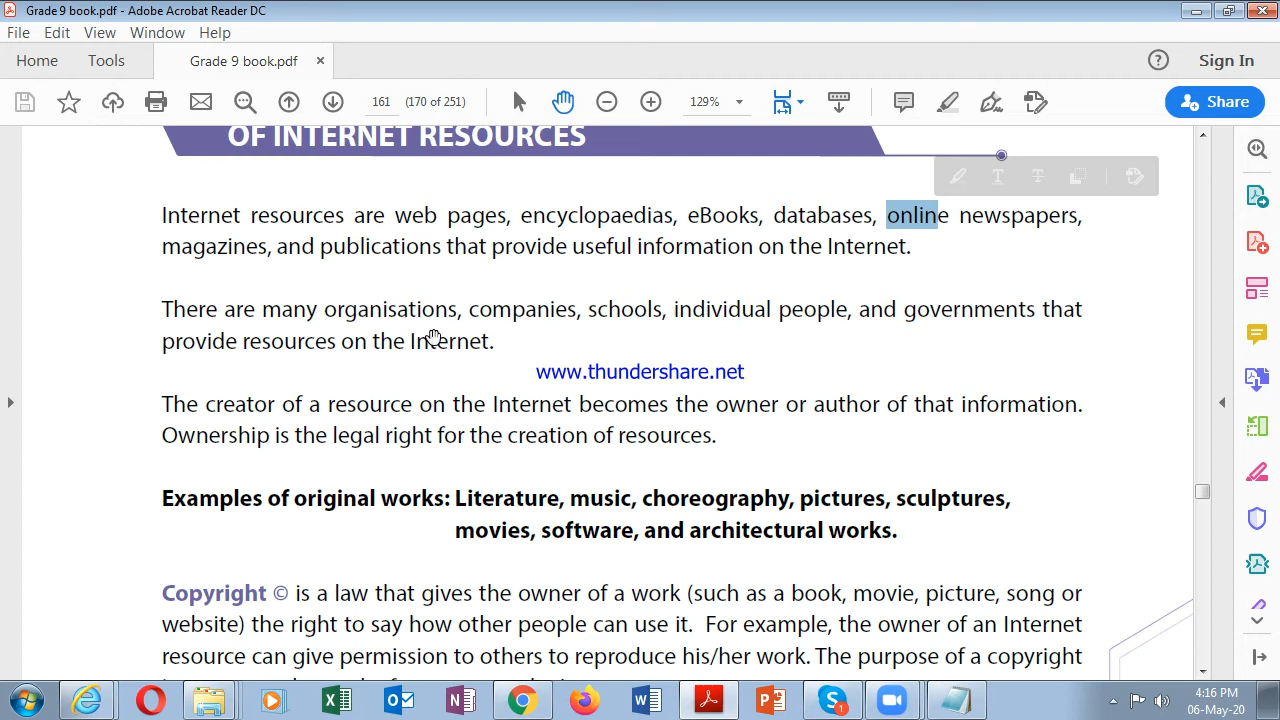 Grade 9 book.pdf - Adobe Acrobat Reader DC
File Edit View Window Help
Home Tools Grade 9 book.pdf × ? Sign In
161 (170 of 251) 129% Share
OF INTERNET RESOURCES
Internet resources are web pages, encyclopaedias, eBooks, databases, online newspapers,
magazines, and publications that provide useful information on the Internet.
There are many organisations, companies, schools, individual people, and governments that
provide resources on the Internet.
www.thundershare.net
The creator of a resource on the Internet becomes the owner or author of that information.
Ownership is the legal right for the creation of resources.
Examples of original works: Literature, music, choreography, pictures, sculptures,
movies, software, and architectural works.
Copyright © is a law that gives the owner of a work (such as a book, movie, picture, song or
website) the right to say how other people can use it. For example, the owner of an Internet
resource can give permission to others to reproduce his/her work. The purpose of a copyright
4:16 PM
06-May-20